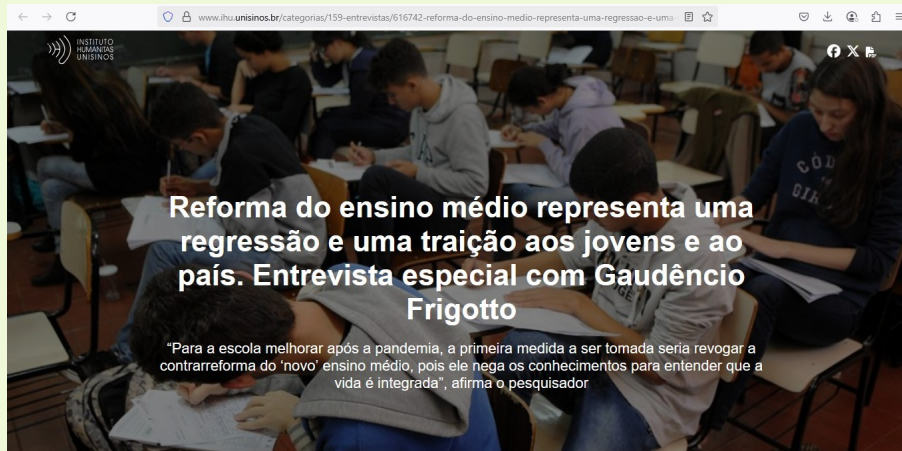 www.ihu.unisinos.br/categorias/159-entrevistas/616742-reforma-do-ensino-medio-representa-uma-regressao-e-uma
INSTITUTO
HUMANITAS
UNISINOS
Reforma do ensino médio representa uma
regressão e uma traição aos jovens e ao
país. Entrevista especial com Gaudêncio
Frigotto
“Para a escola melhorar após a pandemia, a primeira medida a ser tomada seria revogar a
contrarreforma do ‘novo’ ensino médio, pois ele nega os conhecimentos para entender que a
vida é integrada”, afirma o pesquisador